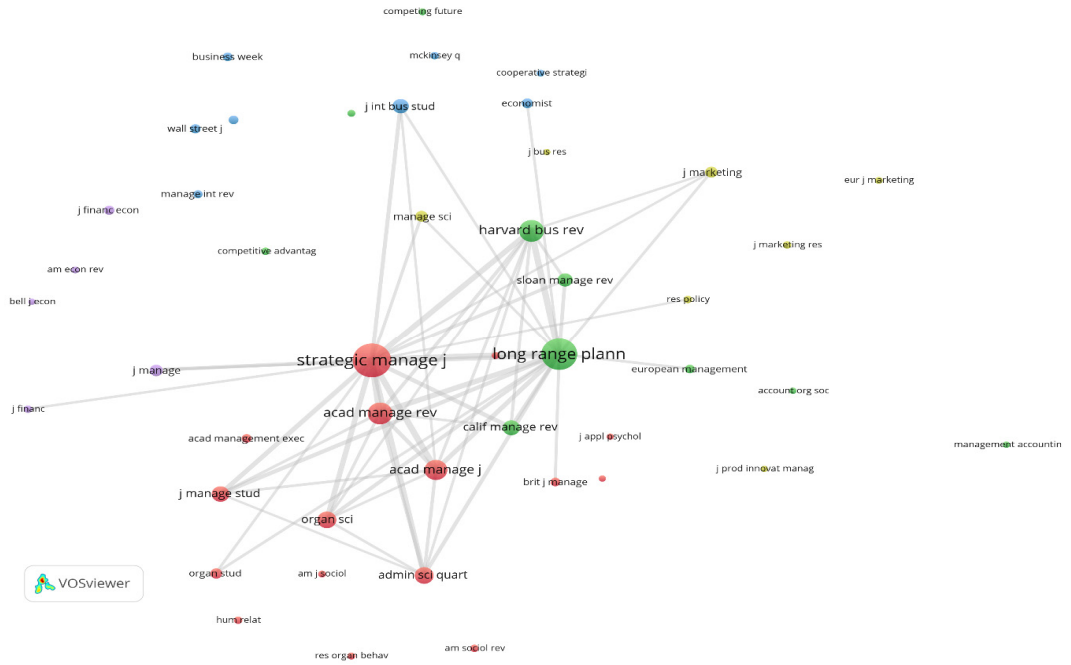 competing future
business week
mckinsey q
cooperative strategi
j int bus stud
economist
wall street j
j bus res
j marketing
eur j marketing
manage int rev
j financ econ
manage sci
harvard bus rev
j marketing res
competitive advantag
am econ rev
sloan manage rev
bell j econ
res policy
strategic manage j
long range plann
j manage
european management
account org soc
j financ
acad manage rev
calif manage rev
acad management exec
j appl psychol
management accountin
acad manage j
j prod innovat manag
brit j manage
j manage stud
organ sci
organ stud
am j sociol
admin sci quart
VOSviewer
hum relat
am sociol rev
res organ behav